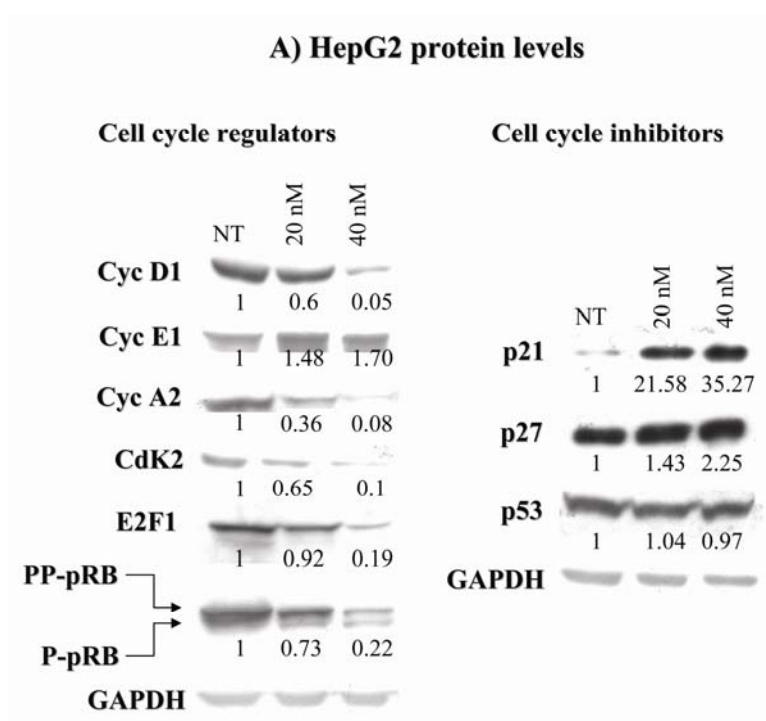 A) HepG2 protein levels
Cell cycle regulators
NT 20 nM 40 nM
Cyc D1
1 0.6 0.05
Cyc E1
1 1.48 1.70
Cyc A2
1 0.36 0.08
CdK2
1 0.65 0.1
E2F1
1 0.92 0.19
PP-pRB
P-pRB
1 0.73 0.22
GAPDH
Cell cycle inhibitors
NT 20 nM 40 nM
p21
1 21.58 35.27
p27
1 1.43 2.25
p53
1 1.04 0.97
GAPDH